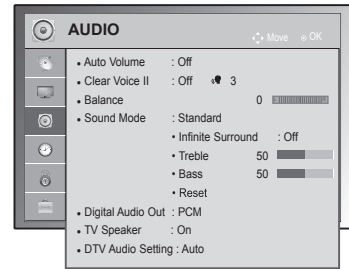 AUDIO
Move OK
• Auto Volume : Off
• Clear Voice II : Off 3
• Balance 0
• Sound Mode : Standard
• Infinite Surround : Off
• Treble 50
• Bass 50
• Reset
• Digital Audio Out : PCM
• TV Speaker : On
• DTV Audio Setting : Auto